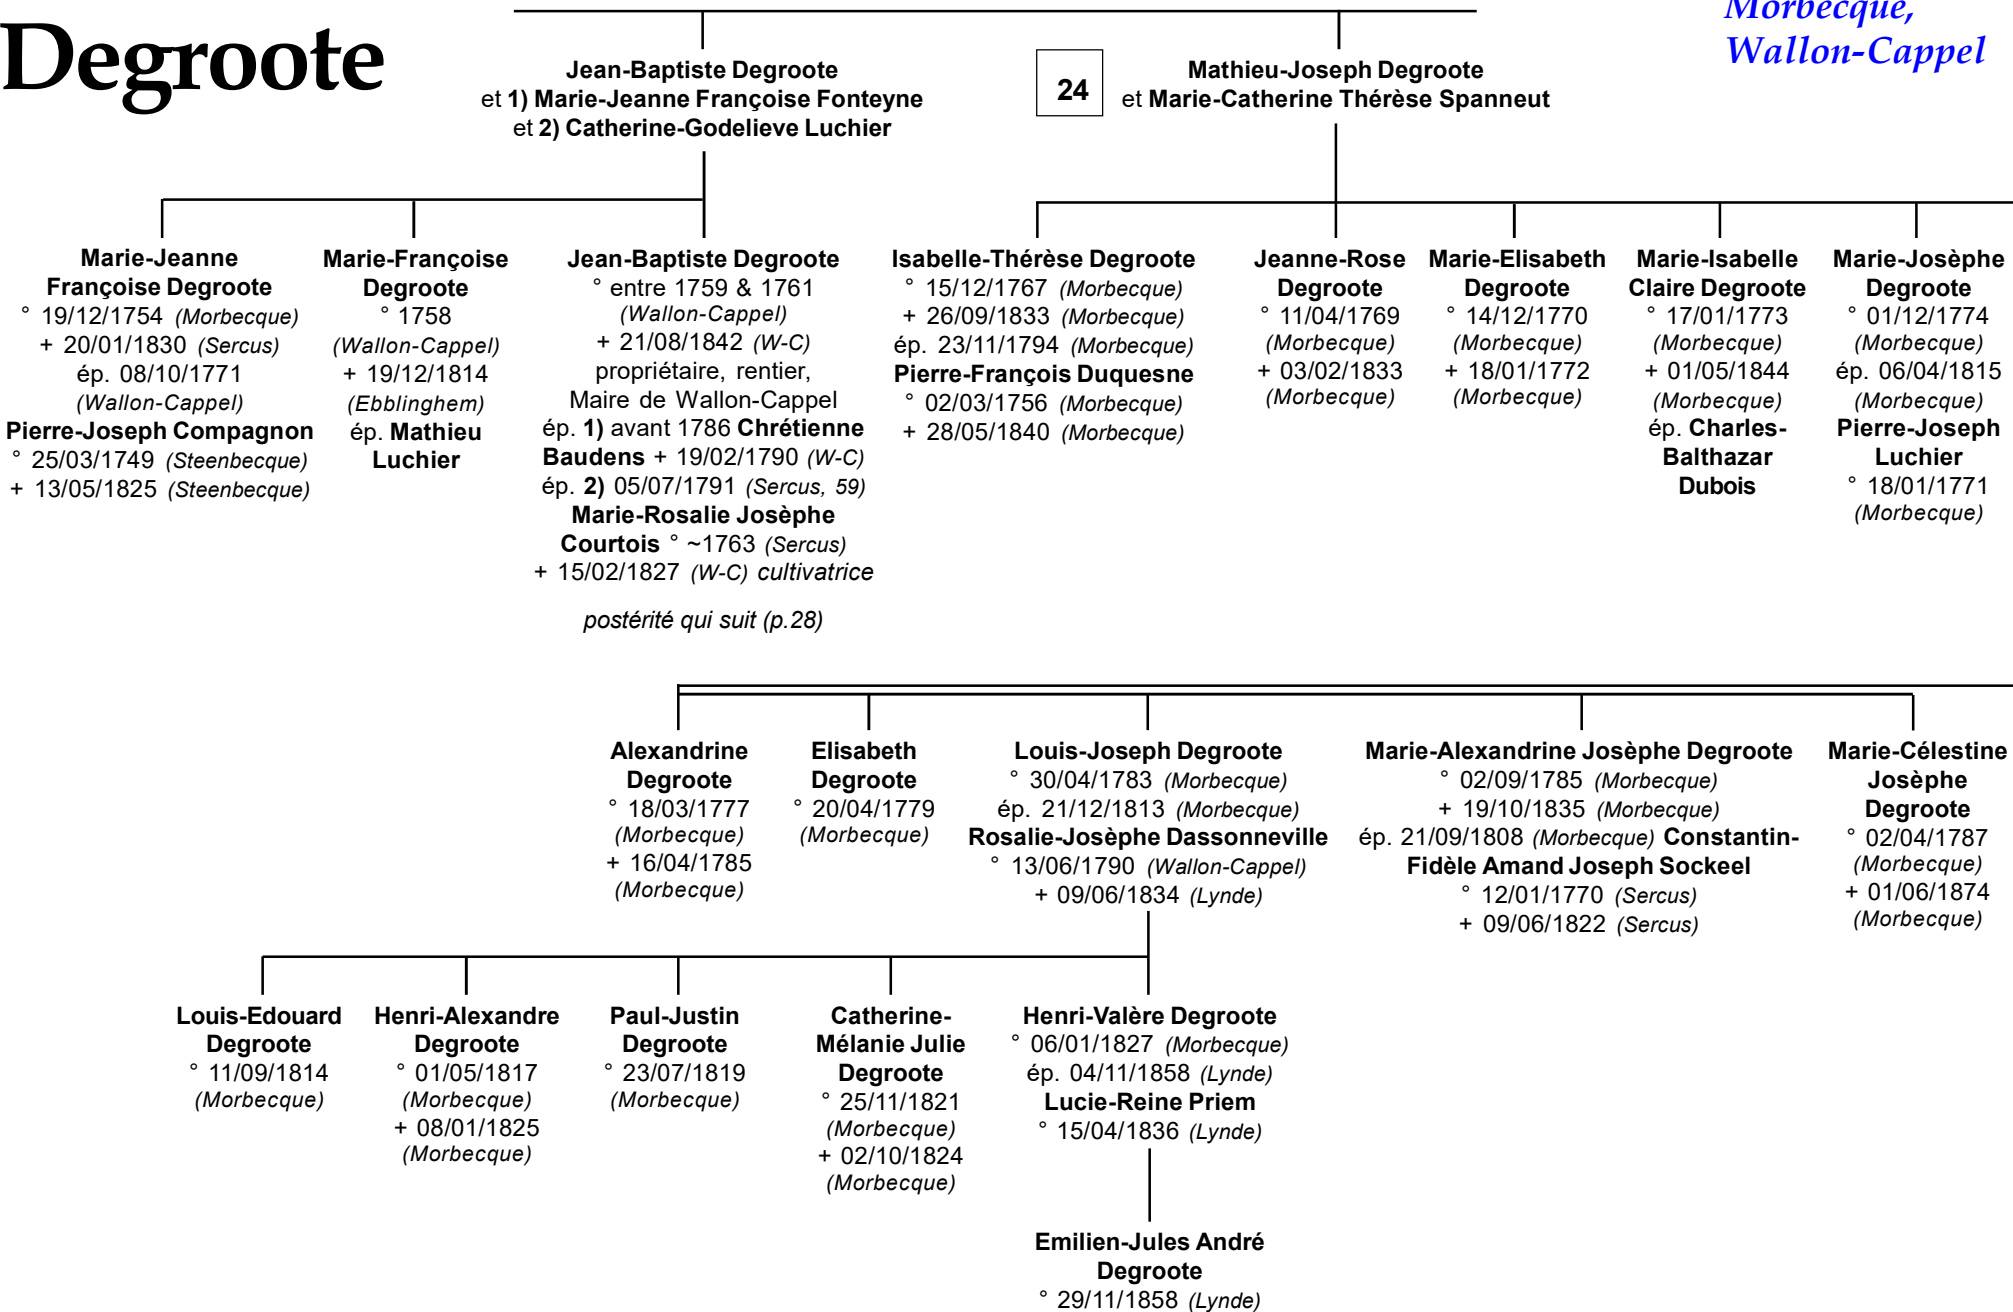 Degroote
Morbecque,
Wallon-Cappel
Jean-Baptiste Degroote
et 1) Marie-Jeanne Françoise Fonteyne
et 2) Catherine-Godelieve Luchier
24
Mathieu-Joseph Degroote
et Marie-Catherine Thérèse Spanneut
Marie-Jeanne
Françoise Degroote
° 19/12/1754 (Morbecque)
+ 20/01/1830 (Sercus)
ép. 08/10/1771
(Wallon-Cappel)
Pierre-Joseph Compagnon
° 25/03/1749 (Steenbecque)
+ 13/05/1825 (Steenbecque)
Marie-Françoise
Degroote
° 1758
(Wallon-Cappel)
+ 19/12/1814
(Ebblinghem)
ép. Mathieu
Luchier
Jean-Baptiste Degroote
° entre 1759 & 1761
(Wallon-Cappel)
+ 21/08/1842 (W-C)
propriétaire, rentier,
Maire de Wallon-Cappel
ép. 1) avant 1786 Chrétienne
Baudens + 19/02/1790 (W-C)
ép. 2) 05/07/1791 (Sercus, 59)
Marie-Rosalie Josèphe
Courtois ° ~1763 (Sercus)
+ 15/02/1827 (W-C) cultivatrice
postérité qui suit (p.28)
Isabelle-Thérèse Degroote
° 15/12/1767 (Morbecque)
+ 26/09/1833 (Morbecque)
ép. 23/11/1794 (Morbecque)
Pierre-François Duquesne
° 02/03/1756 (Morbecque)
+ 28/05/1840 (Morbecque)
Jeanne-Rose
Degroote
° 11/04/1769
(Morbecque)
+ 03/02/1833
(Morbecque)
Marie-Elisabeth
Degroote
° 14/12/1770
(Morbecque)
+ 18/01/1772
(Morbecque)
Marie-Isabelle
Claire Degroote
° 17/01/1773
(Morbecque)
+ 01/05/1844
(Morbecque)
ép. Charles-
Balthazar
Dubois
Marie-Josèphe
Degroote
° 01/12/1774
(Morbecque)
ép. 06/04/1815
(Morbecque)
Pierre-Joseph
Luchier
° 18/01/1771
(Morbecque)
Alexandrine
Degroote
° 18/03/1777
(Morbecque)
+ 16/04/1785
(Morbecque)
Elisabeth
Degroote
° 20/04/1779
(Morbecque)
Louis-Joseph Degroote
° 30/04/1783 (Morbecque)
ép. 21/12/1813 (Morbecque)
Rosalie-Josèphe Dassonneville
° 13/06/1790 (Wallon-Cappel)
+ 09/06/1834 (Lynde)
Marie-Alexandrine Josèphe Degroote
° 02/09/1785 (Morbecque)
+ 19/10/1835 (Morbecque)
ép. 21/09/1808 (Morbecque) Constantin-
Fidèle Amand Joseph Sockeel
° 12/01/1770 (Sercus)
+ 09/06/1822 (Sercus)
Marie-Célestine
Josèphe
Degroote
° 02/04/1787
(Morbecque)
+ 01/06/1874
(Morbecque)
Louis-Edouard
Degroote
° 11/09/1814
(Morbecque)
Henri-Alexandre
Degroote
° 01/05/1817
(Morbecque)
+ 08/01/1825
(Morbecque)
Paul-Justin
Degroote
° 23/07/1819
(Morbecque)
Catherine-
Mélanie Julie
Degroote
° 25/11/1821
(Morbecque)
+ 02/10/1824
(Morbecque)
Henri-Valère Degroote
° 06/01/1827 (Morbecque)
ép. 04/11/1858 (Lynde)
Lucie-Reine Priem
° 15/04/1836 (Lynde)
Emilien-Jules André
Degroote
° 29/11/1858 (Lynde)